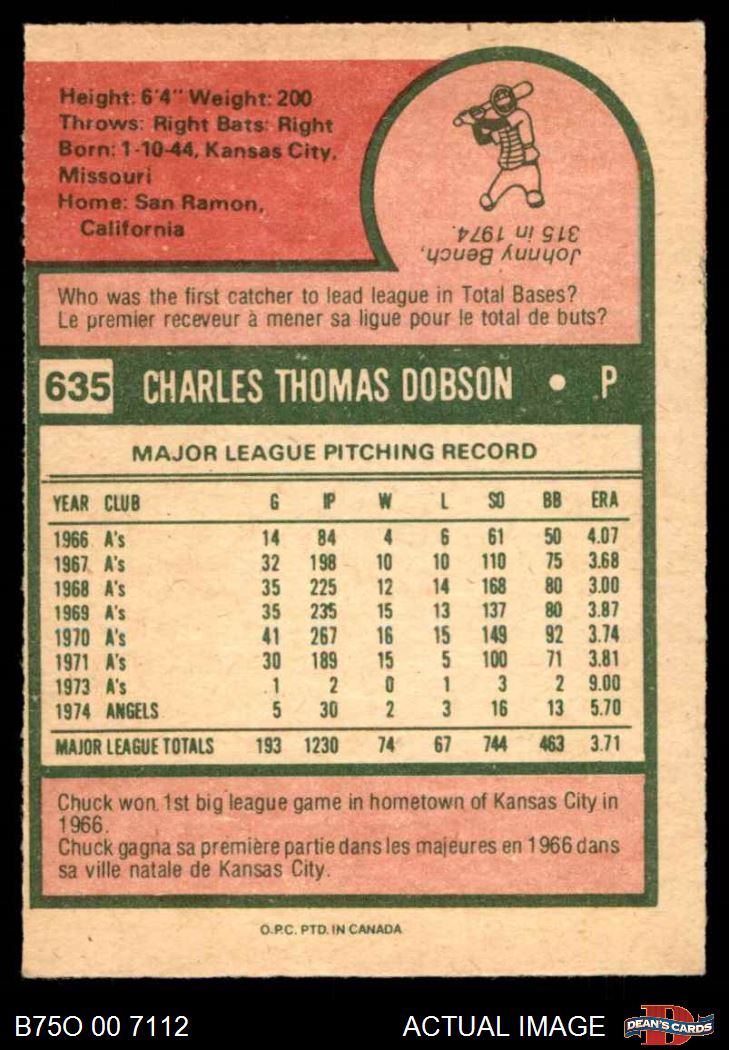 Height: 6'4" Weight: 200
Throws: Right Bats: Right
Born: 1-10-44, Kansas City,
Missouri
Home: San Ramon,
California
Johnny Bench,
315 in 1974.
Who was the first catcher to lead league in Total Bases?
Le premier receveur à mener sa ligue pour le total de buts?
635 CHARLES THOMAS DOBSON • P
MAJOR LEAGUE PITCHING RECORD
YEAR CLUB G IP W L SO BB ERA
1966 A's 14 84 4 6 61 50 4.07
1967 A's 32 198 10 10 110 75 3.68
1968 A's 35 225 12 14 168 80 3.00
1969 A's 35 235 15 13 137 80 3.87
1970 A's 41 267 16 15 149 92 3.74
1971 A's 30 189 15 5 100 71 3.81
1973 A's 1 2 0 1 3 2 9.00
1974 ANGELS 5 30 2 3 16 13 5.70
MAJOR LEAGUE TOTALS 193 1230 74 67 744 463 3.71
Chuck won 1st big league game in hometown of Kansas City in
1966.
Chuck gagna sa première partie dans les majeures en 1966 dans
sa ville natale de Kansas City.
O.P.C. PTD. IN CANADA
B75O 00 7112 ACTUAL IMAGE D DEAN'S CARDS